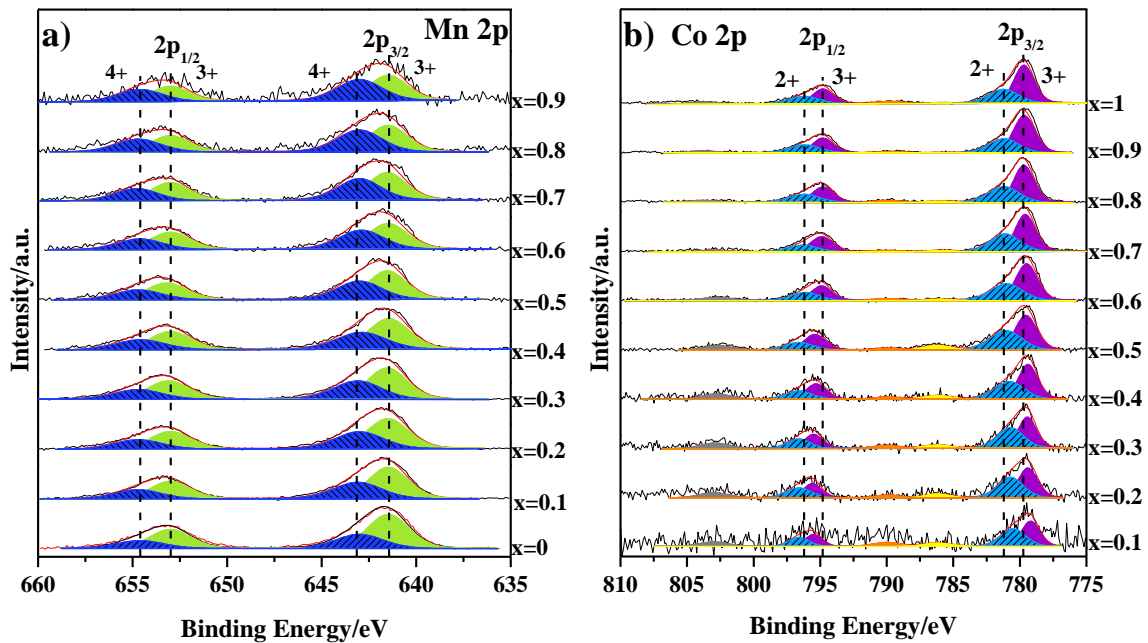 a) Mn 2p
2p1/2 2p3/2
4+ 3+ 4+ 3+
x=0.9
x=0.8
x=0.7
x=0.6
x=0.5
x=0.4
x=0.3
x=0.2
x=0.1
x=0
Intensity/a.u.
660 655 650 645 640 635
Binding Energy/eV
b) Co 2p
2p1/2 2p3/2
2+ 3+ 2+ 3+
x=1
x=0.9
x=0.8
x=0.7
x=0.6
x=0.5
x=0.4
x=0.3
x=0.2
x=0.1
Intensity/a.u.
810 805 800 795 790 785 780 775
Binding Energy/eV